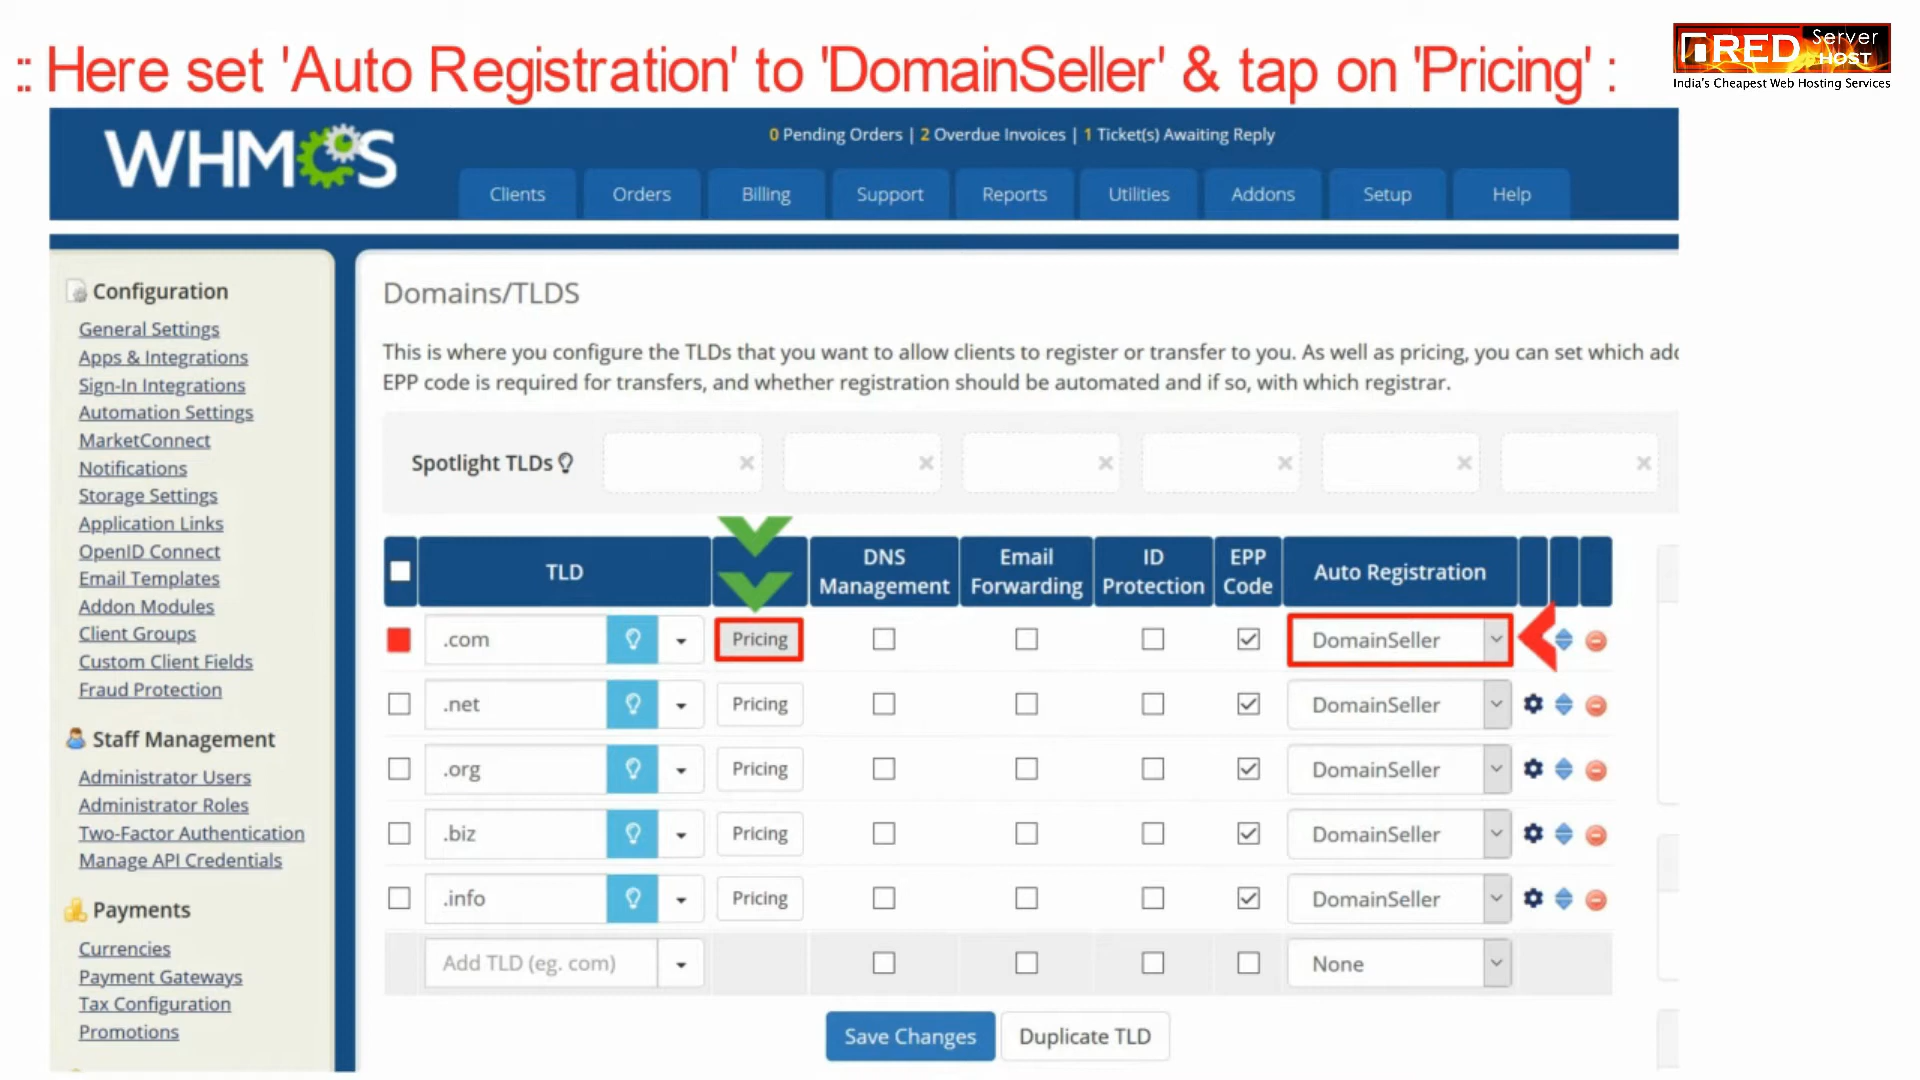 :: Here set 'Auto Registration' to 'DomainSeller' & tap on 'Pricing' :
RED Server HOST
India's Cheapest Web Hosting Services
WHMCS
0 Pending Orders | 2 Overdue Invoices | 1 Ticket(s) Awaiting Reply
Clients Orders Billing Support Reports Utilities Addons Setup Help
Configuration
General Settings
Apps & Integrations
Sign-In Integrations
Automation Settings
MarketConnect
Notifications
Storage Settings
Application Links
OpenID Connect
Email Templates
Addon Modules
Client Groups
Custom Client Fields
Fraud Protection
Staff Management
Administrator Users
Administrator Roles
Two-Factor Authentication
Manage API Credentials
Payments
Currencies
Payment Gateways
Tax Configuration
Promotions
Domains/TLDS
This is where you configure the TLDs that you want to allow clients to register or transfer to you. As well as pricing, you can set which
EPP code is required for transfers, and whether registration should be automated and if so, with which registrar.
Spotlight TLDs
TLD DNS Management Email Forwarding ID Protection EPP Code Auto Registration
.com Pricing DomainSeller
.net Pricing DomainSeller
.org Pricing DomainSeller
.biz Pricing DomainSeller
.info Pricing DomainSeller
Add TLD (eg. com) None
Save Changes Duplicate TLD